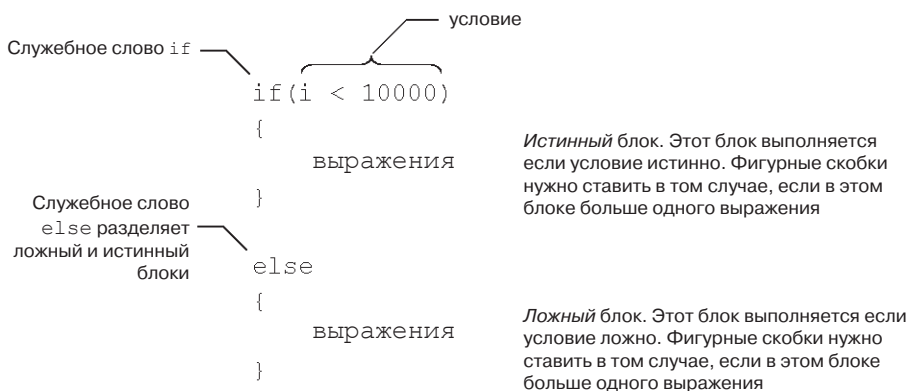 условие
Служебное слово if
if(i < 10000)
{
выражения
}
Истинный блок. Этот блок выполняется
если условие истинно. Фигурные скобки
нужно ставить в том случае, если в этом
блоке больше одного выражения
Служебное слово
else разделяет
ложный и истинный
блоки
else
{
выражения
}
Ложный блок. Этот блок выполняется если
условие ложно. Фигурные скобки нужно
ставить в том случае, если в этом блоке
больше одного выражения